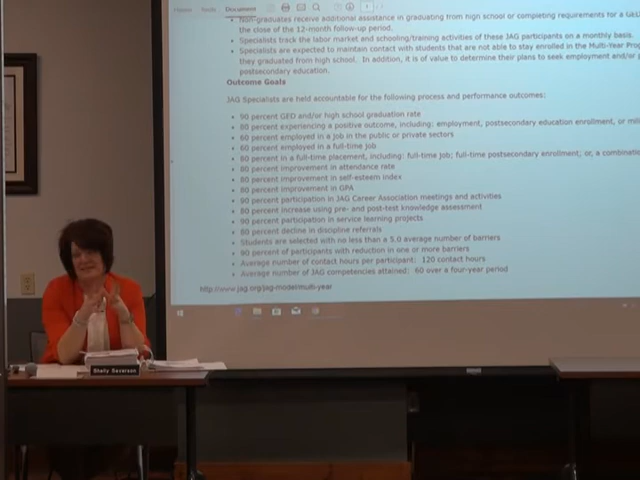 Home Tools Document
Non-graduates receive additional assistance in graduating from high school or completing requirements for a GED
the close of the 12-month follow-up period.
Specialists track the labor market and schooling/training activities of these JAG participants on a monthly basis.
Specialists are expected to maintain contact with students that are not able to stay enrolled in the Multi-Year Prog
they graduated from high school. In addition, it is of value to determine their plans to seek employment and/or
postsecondary education.
Outcome Goals
JAG Specialists are held accountable for the following process and performance outcomes:
90 percent GED and/or high school graduation rate
80 percent experiencing a positive outcome, including: employment, postsecondary education enrollment, or mili
60 percent employed in a job in the public or private sectors
60 percent employed in a full-time job
80 percent in a full-time placement, including: full-time job; full-time postsecondary enrollment; or, a combinatio
80 percent improvement in attendance rate
80 percent improvement in self-esteem index
80 percent improvement in GPA
90 percent participation in JAG Career Association meetings and activities
80 percent increase using pre- and post-test knowledge assessment
90 percent participation in service learning projects
80 percent decline in discipline referrals
Students are selected with no less than a 5.0 average number of barriers
90 percent of participants with reduction in one or more barriers
Average number of contact hours per participant: 120 contact hours
Average number of JAG competencies attained: 60 over a four-year period
http://www.jag.org/jag-model/multi-year
Shelly Severson